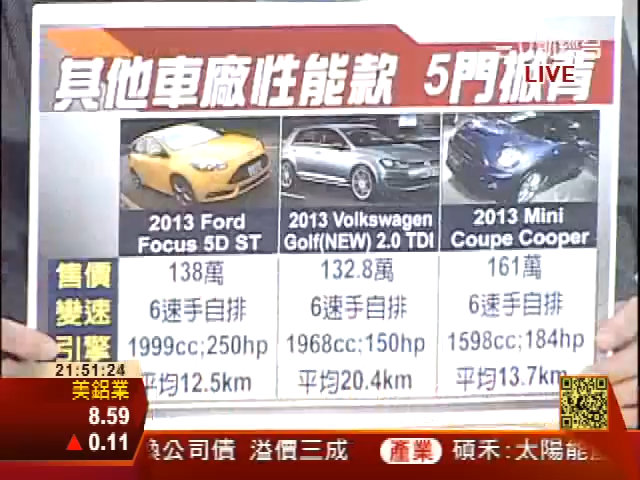 LIVE
其他車廠性能款 5門掀背
2013 Ford
Focus 5D ST
2013 Volkswagen
Golf(NEW) 2.0 TDI
2013 Mini
Coupe Cooper
售價 138萬 132.8萬 161萬
變速 6速手自排 6速手自排 6速手自排
引擎 1999cc;250hp 1968cc;150hp 1598cc;184hp
平均12.5km 平均20.4km 平均13.7km
21:51:24
美鋁業
8.59
▲0.11
換公司債 溢價三成 產業 碩禾:太陽能